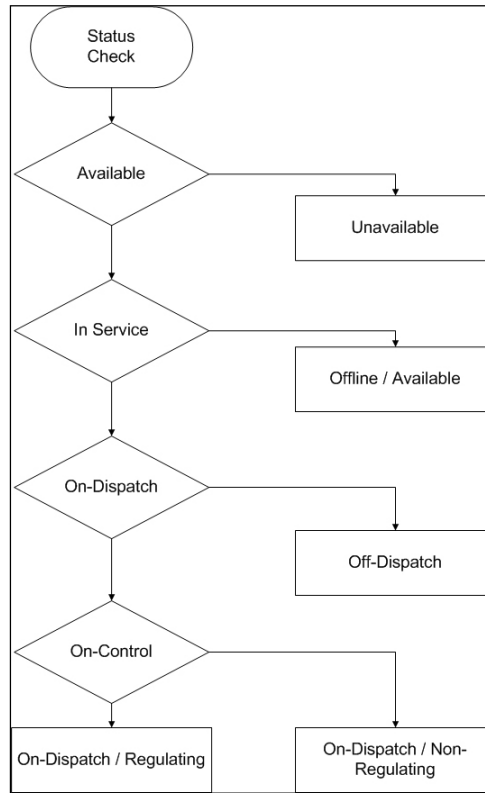 Status
Check
Available
Unavailable
In Service
Offline / Available
On-Dispatch
Off-Dispatch
On-Control
On-Dispatch / Regulating
On-Dispatch / Non-
Regulating